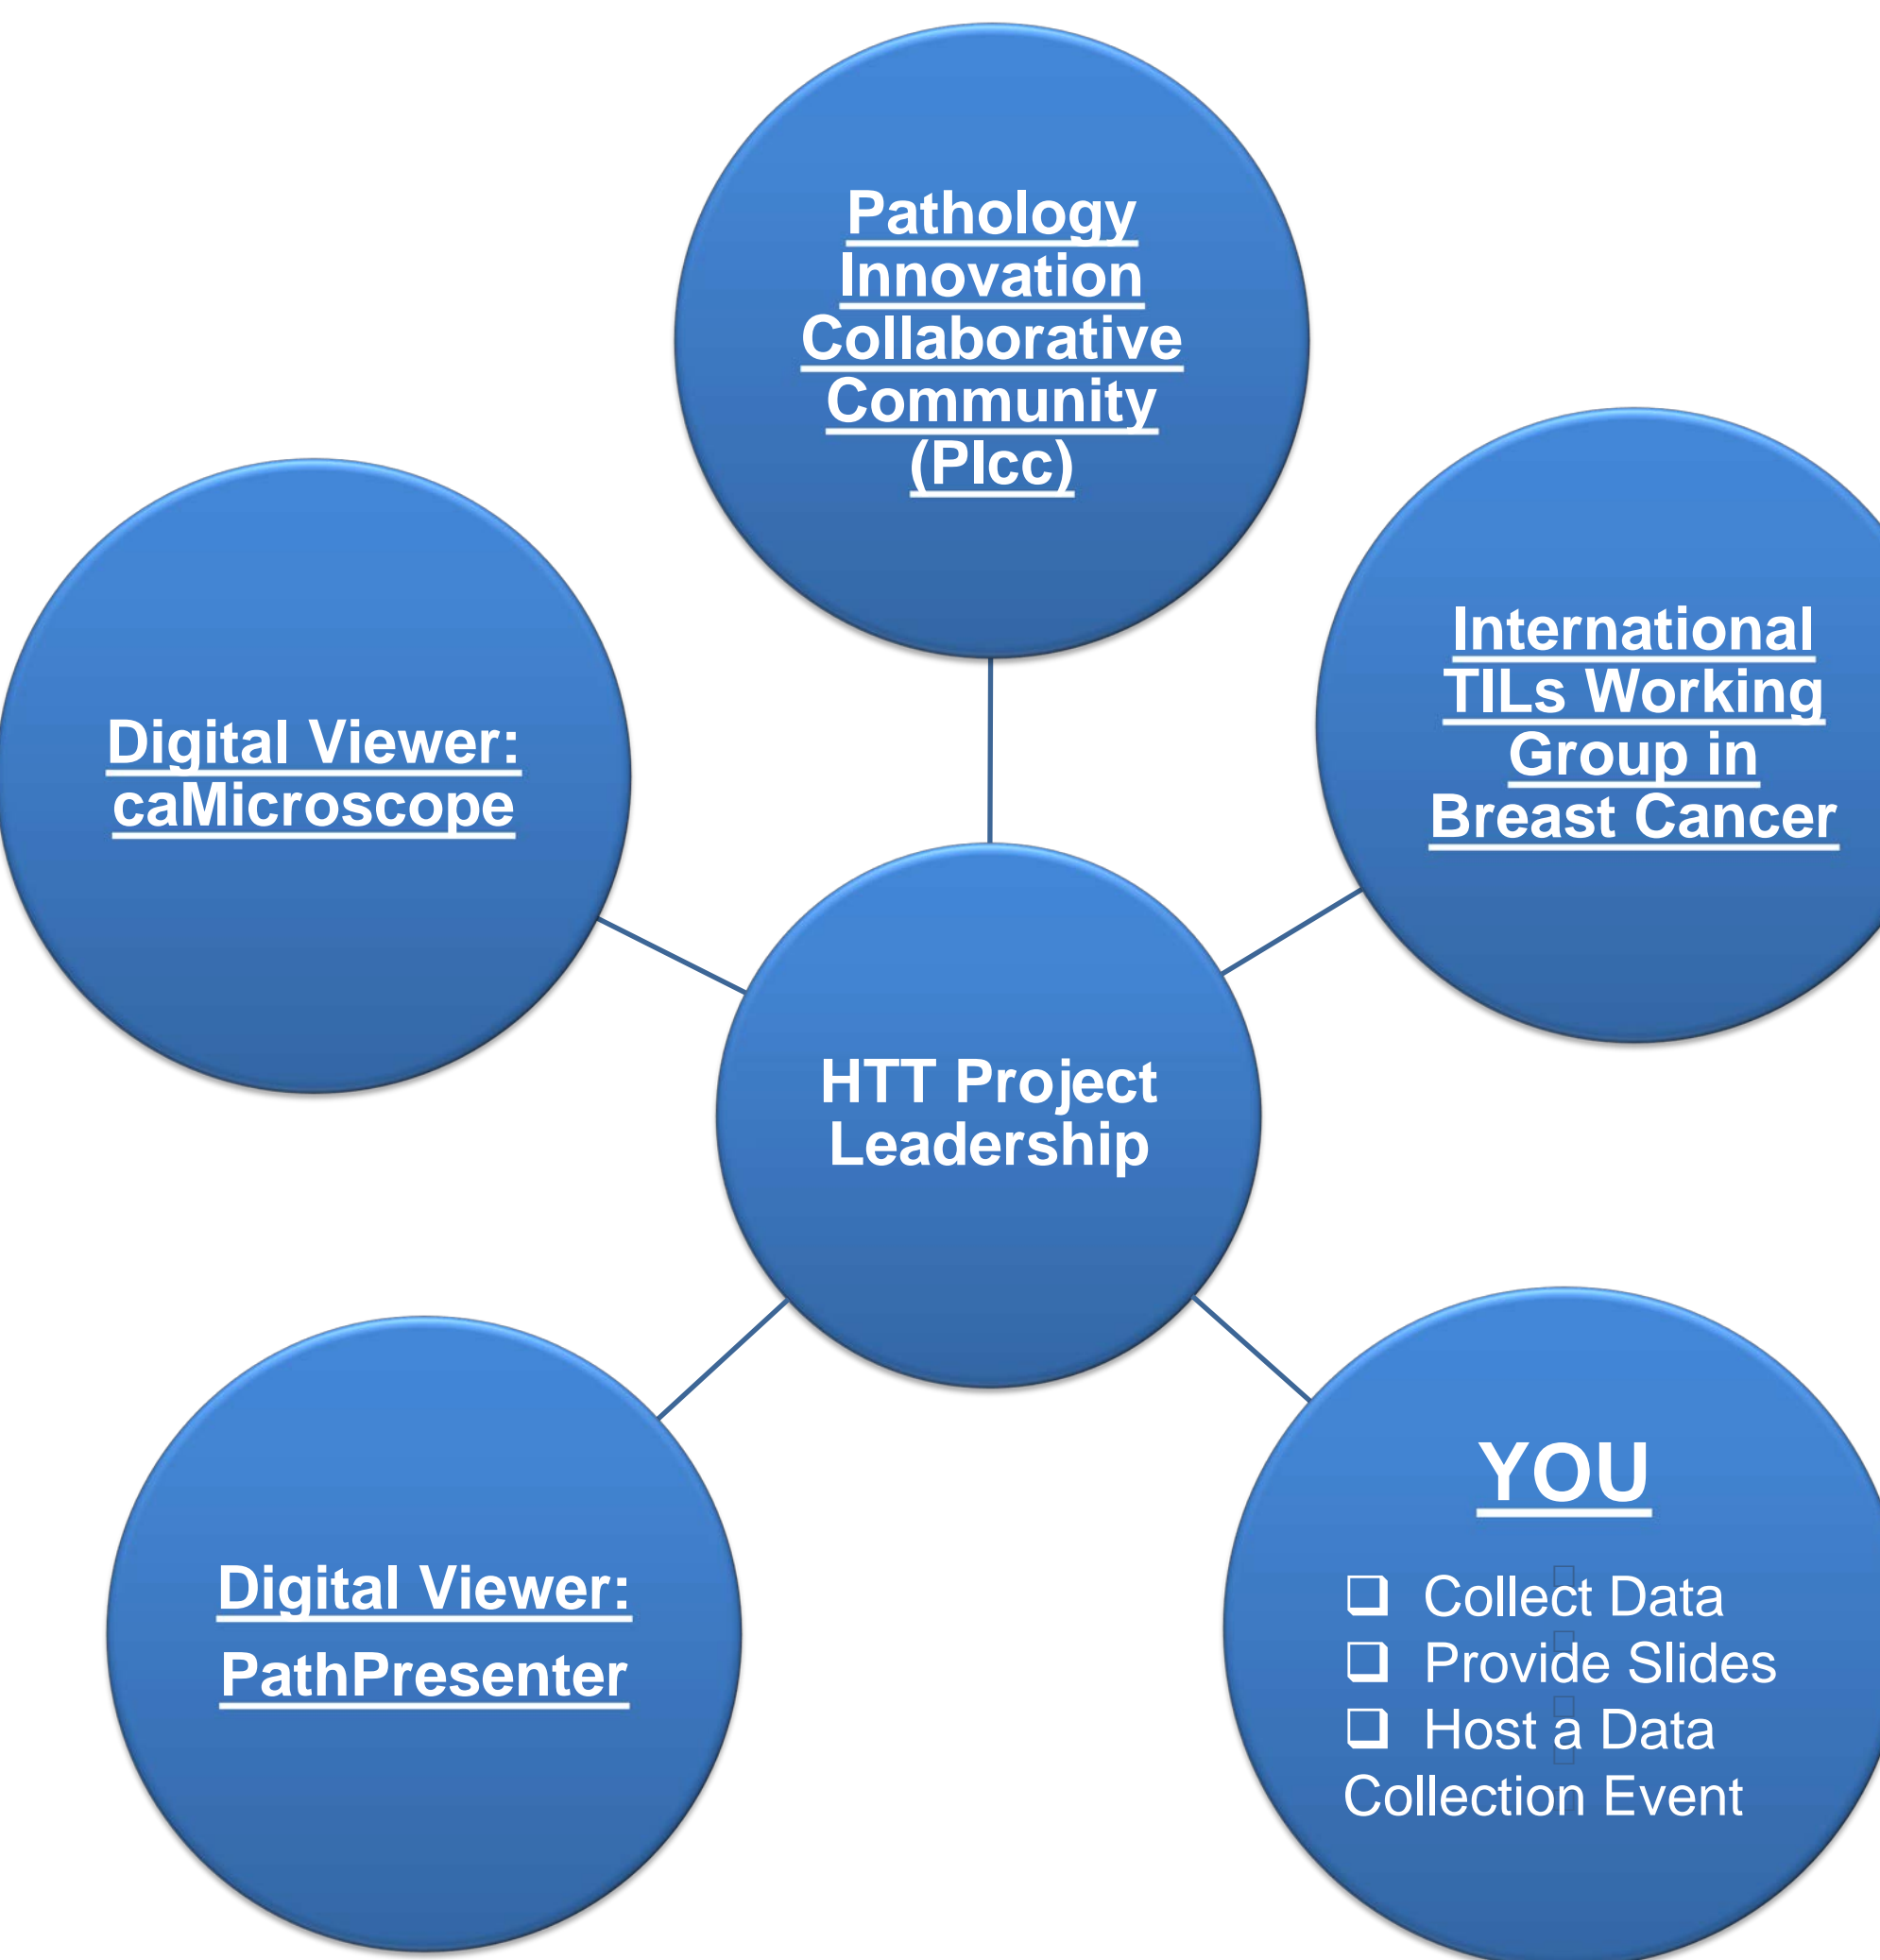 Pathology
Innovation
Collaborative
Community
(PIcc)
International
TILs Working
Group in
Breast Cancer
Digital Viewer:
caMicroscope
HTT Project
Leadership
Digital Viewer:
PathPresenter
YOU
❑ Collect Data
❑ Provide Slides
❑ Host a Data
Collection Event